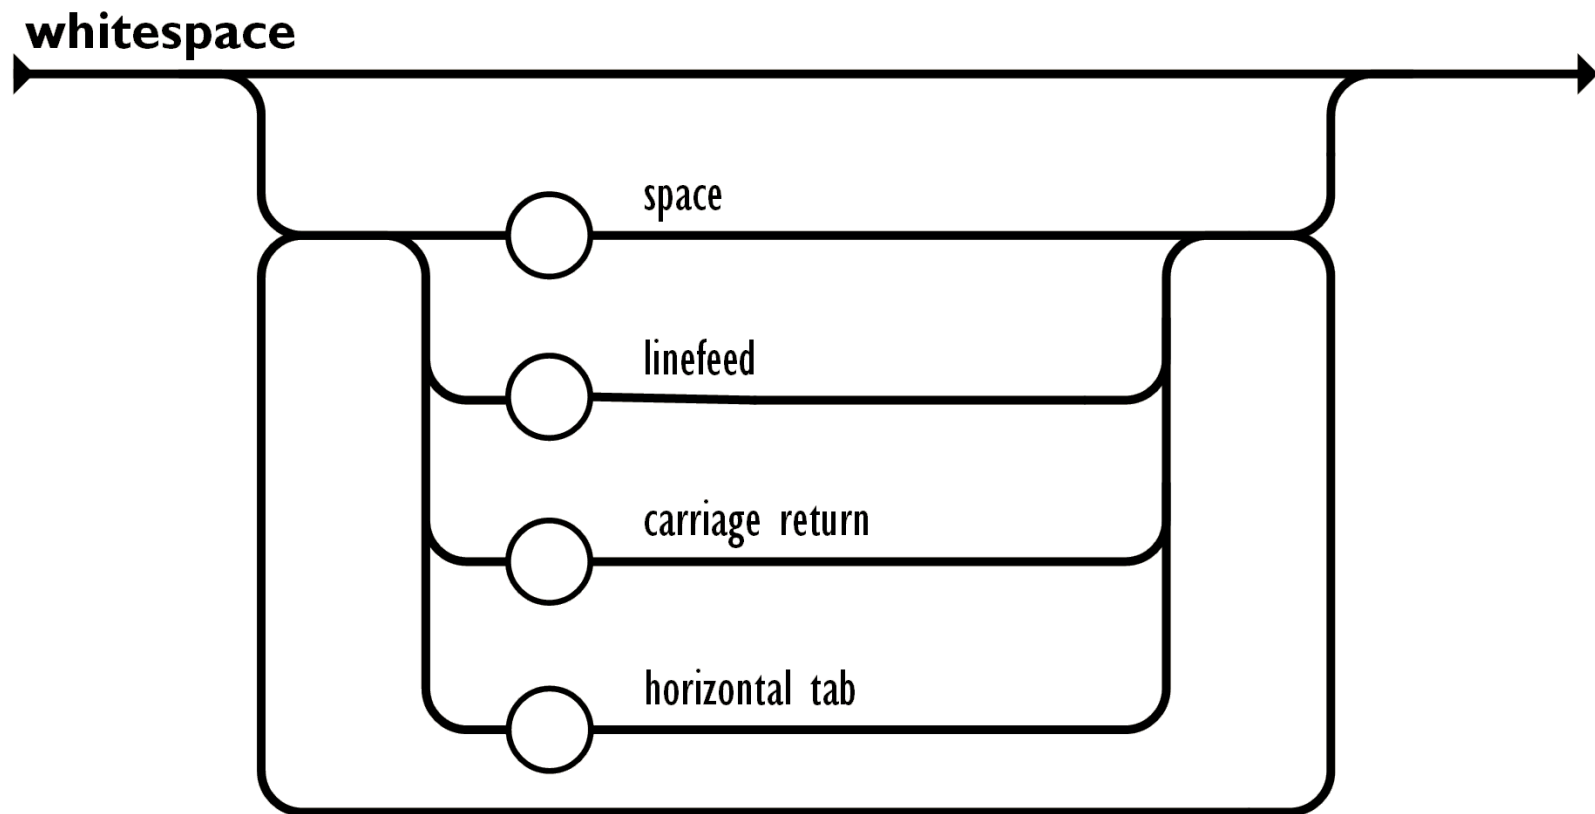 whitespace
space
linefeed
carriage return
horizontal tab